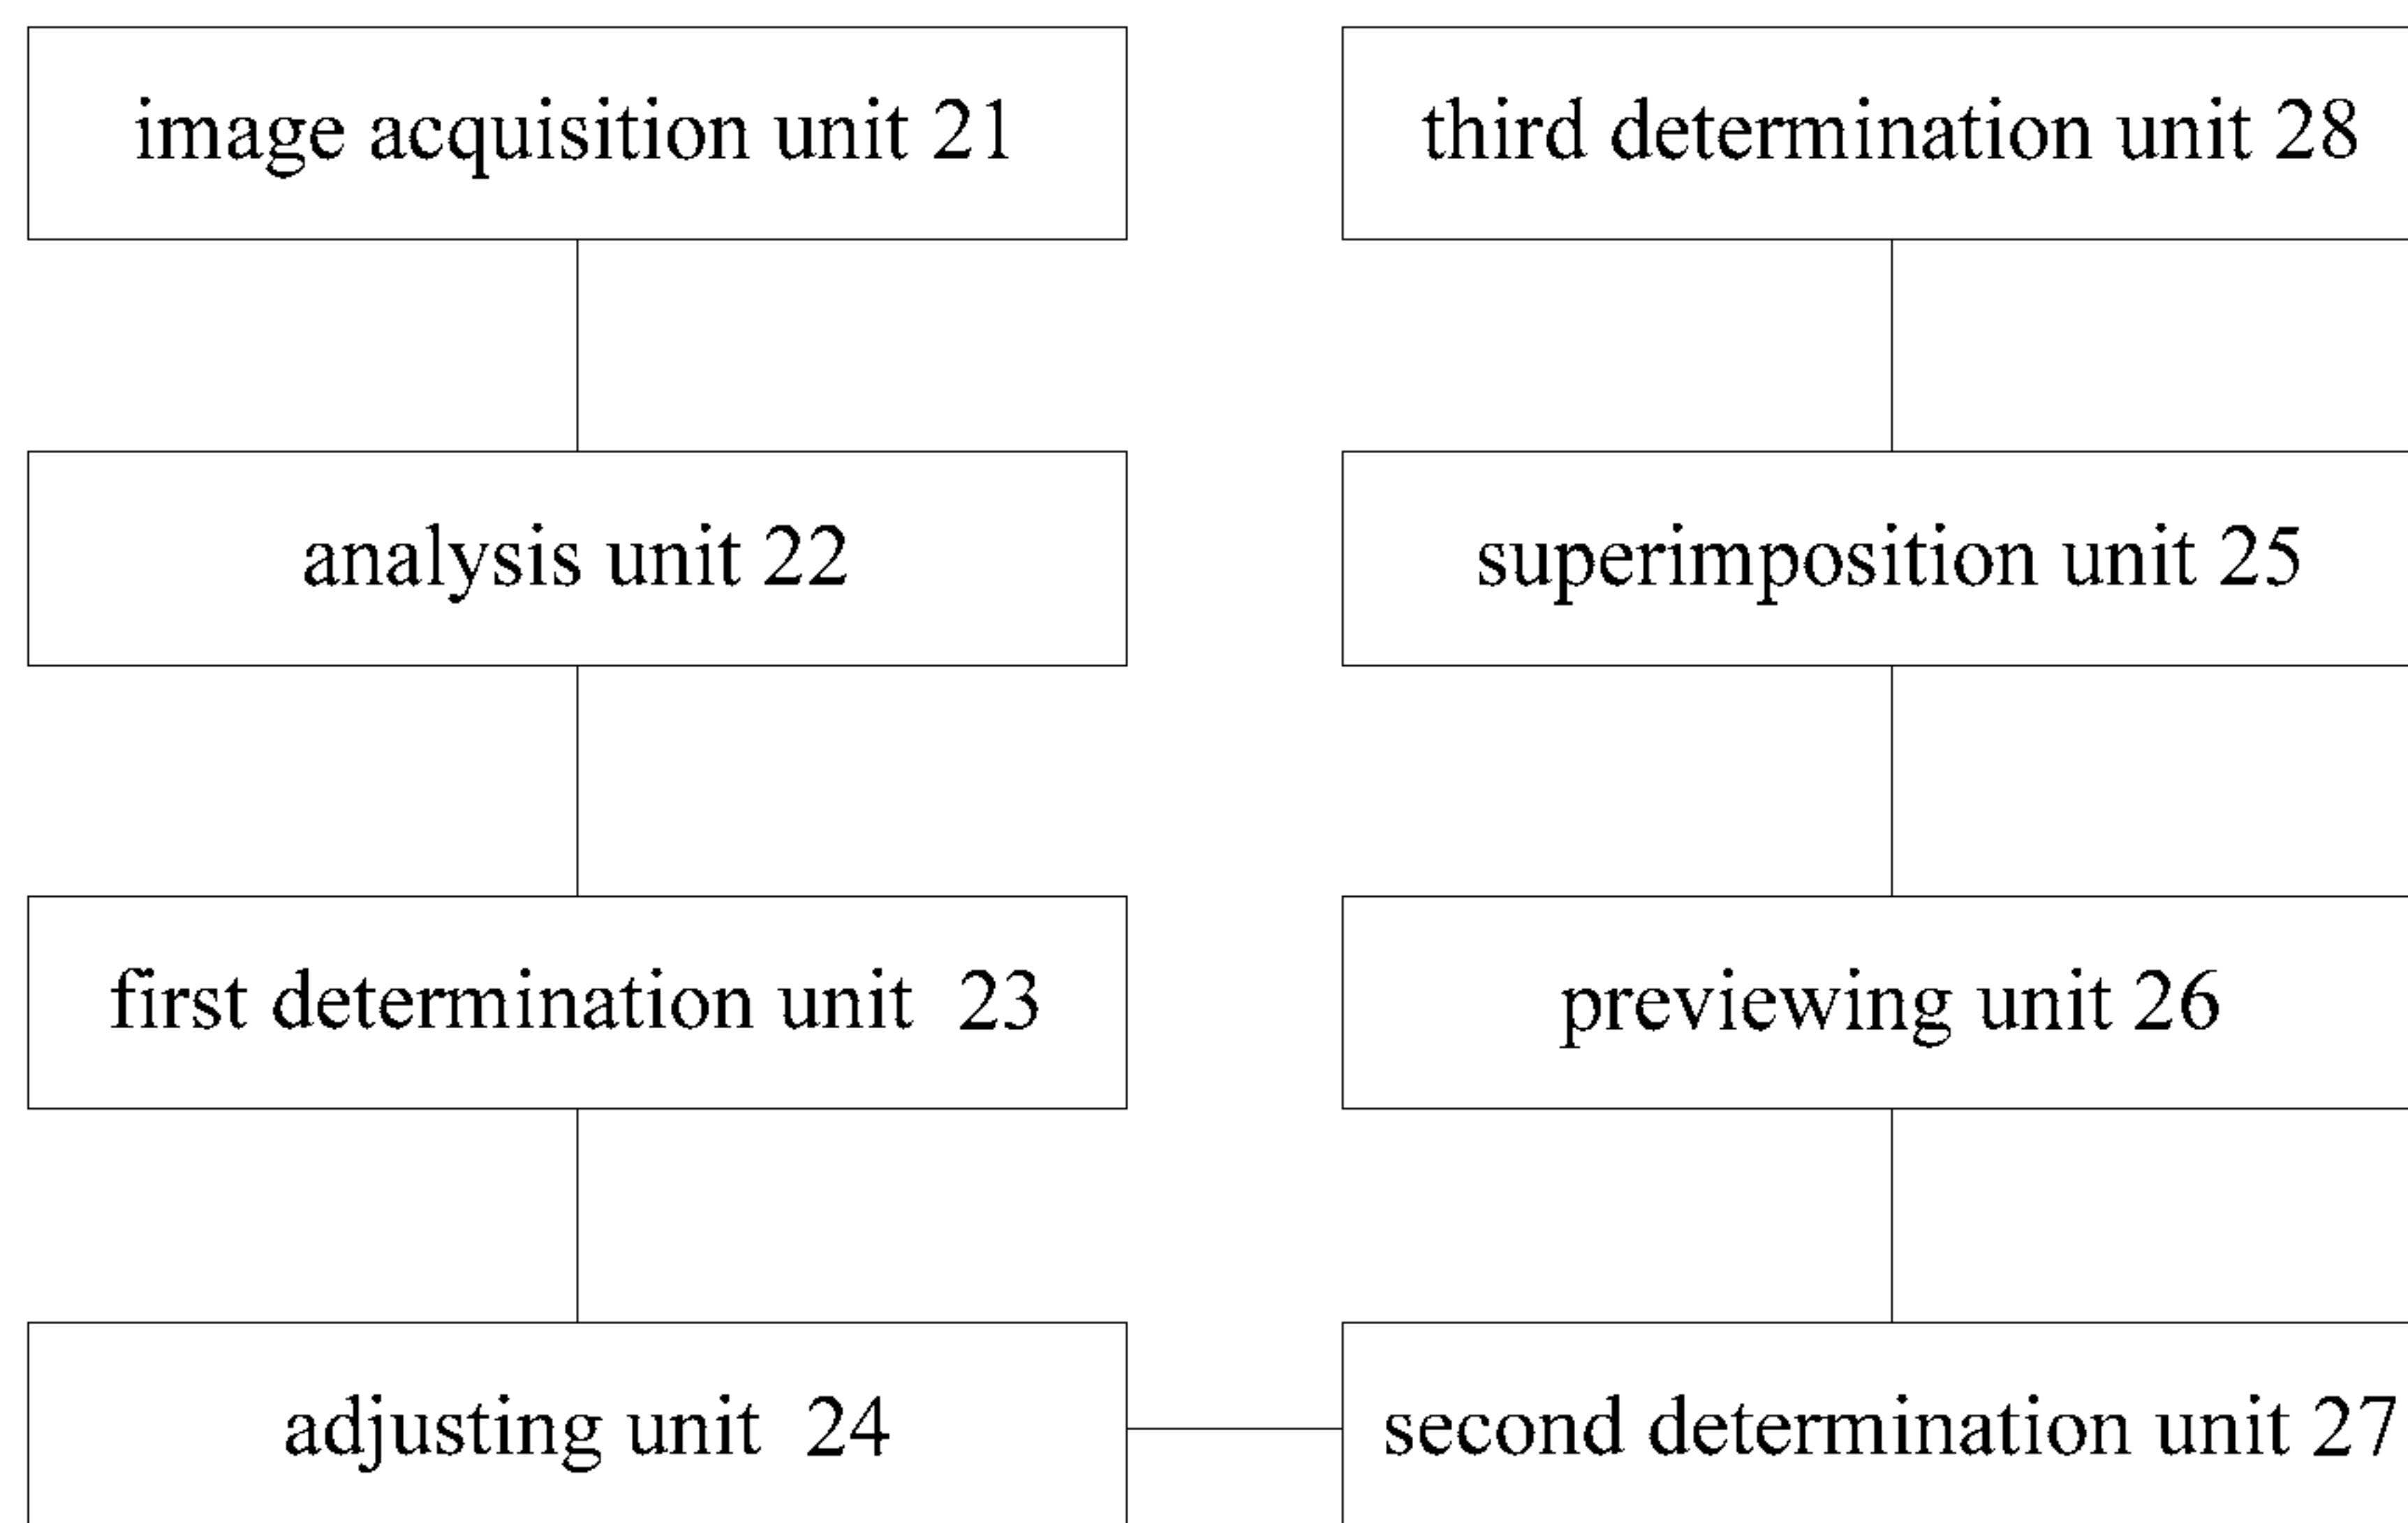 image acquisition unit 21
third determination unit 28
analysis unit 22
superimposition unit 25
first determination unit 23
previewing unit 26
adjusting unit 24
second determination unit 27